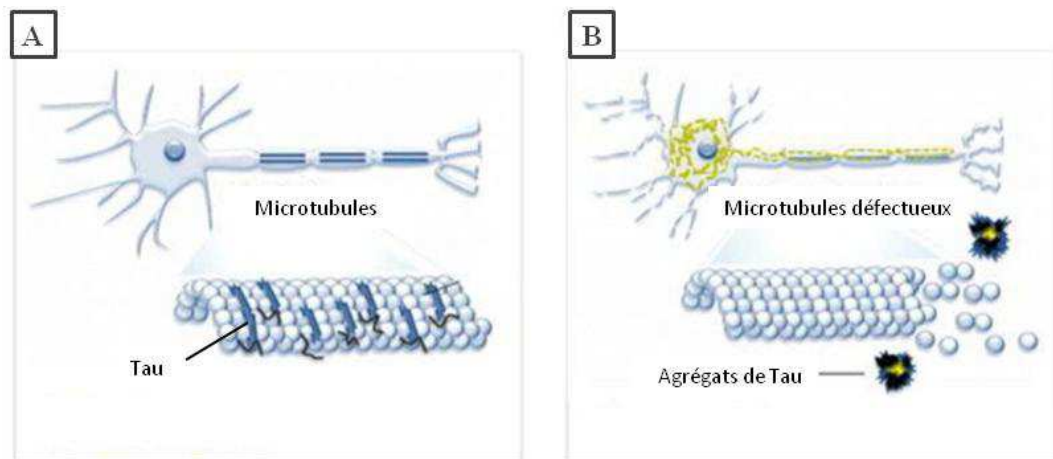 A
Microtubules
Tau
B
Microtubules défectueux
Agrégats de Tau